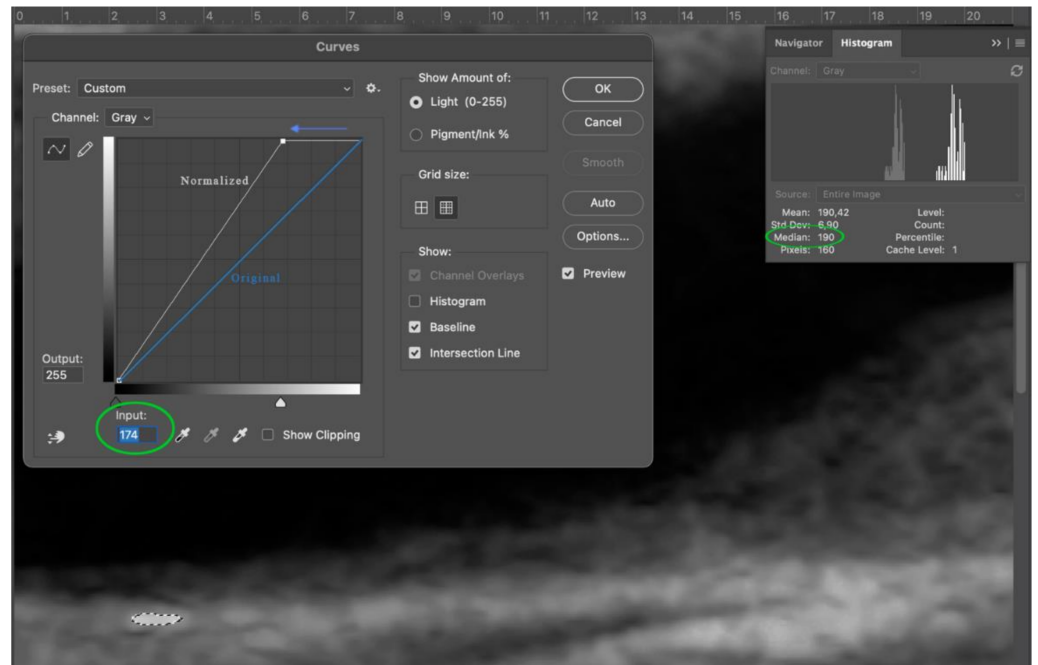 0 1 2 3 4 5 6 7 8 9 10 11 12 13 14 15 16 17 18 19 20
Curves
Preset: Custom
Channel: Gray
Normalized
Original
Output:
255
Input:
174
Show Clipping
Show Amount of:
Light (0-255)
Pigment/Ink %
Grid size:
Show:
Channel Overlays
Histogram
Baseline
Intersection Line
OK
Cancel
Smooth
Auto
Options...
Preview
Navigator Histogram
Channel: Gray
Source: Entire Image
Mean: 190,42 Level:
Std Dev: 6,90 Count:
Median: 190 Percentile:
Pixels: 160 Cache Level: 1